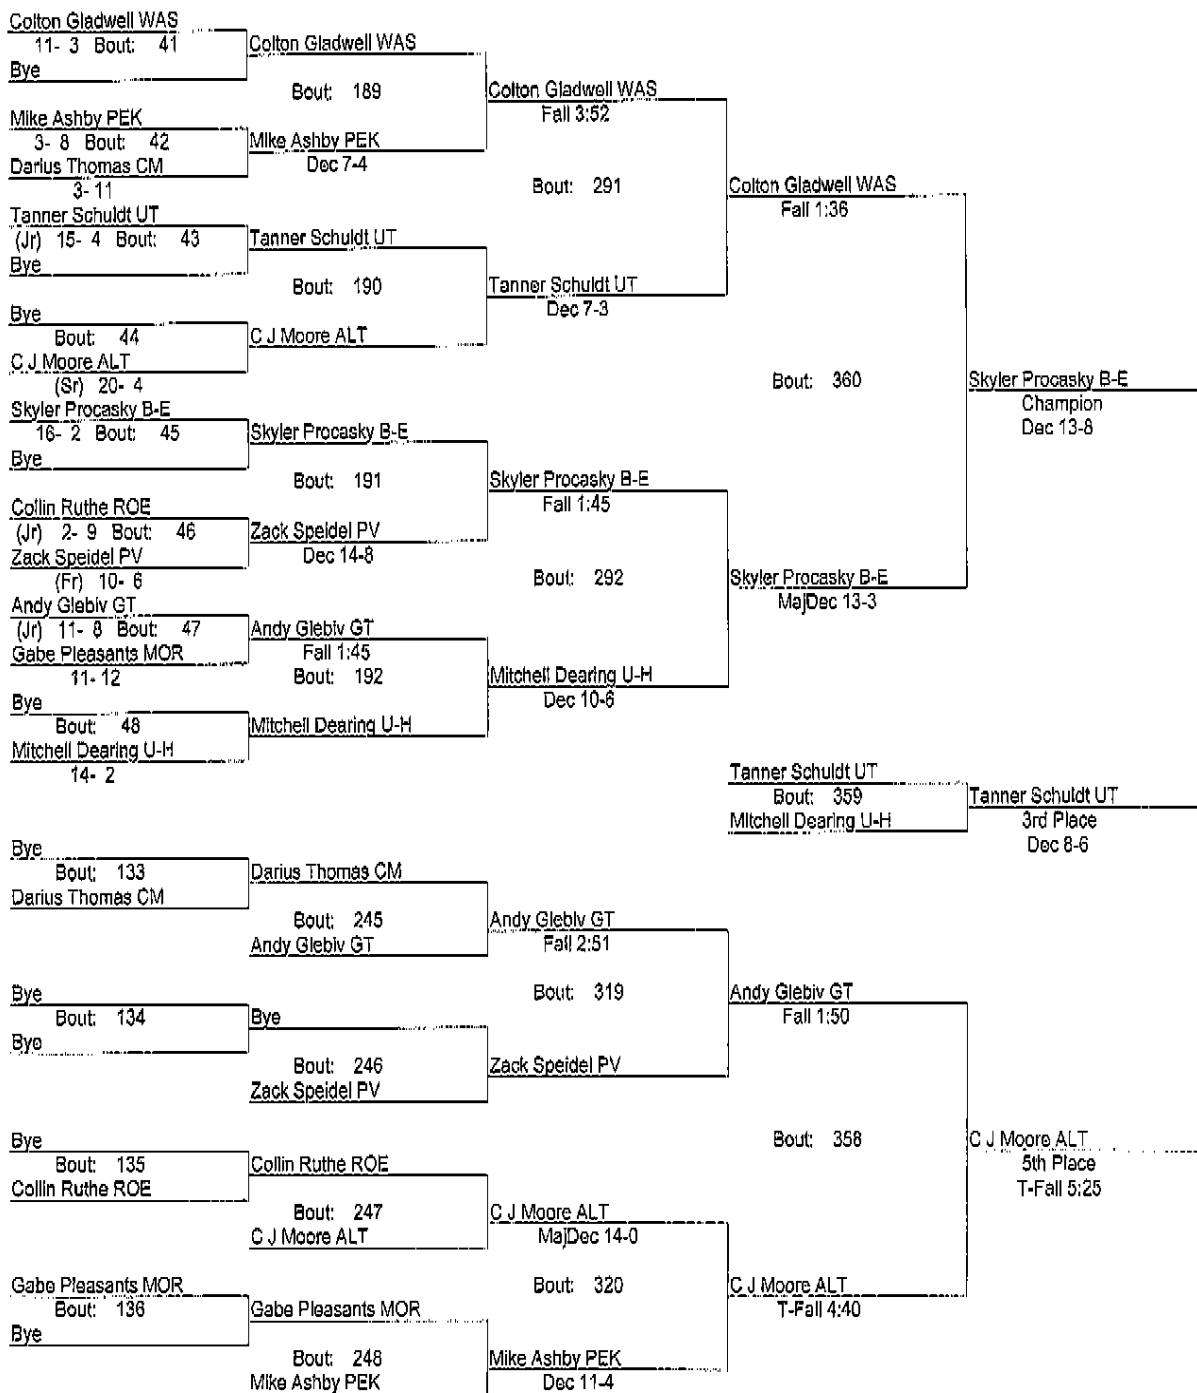 Colton Gladwell WAS
11- 3 Bout: 41
Bye
Colton Gladwell WAS
Bout: 189
Mike Ashby PEK
3- 8 Bout: 42
Darius Thomas CM
3- 11
Mike Ashby PEK
Dec 7-4
Colton Gladwell WAS
Fall 3:52
Bout: 291
Tanner Schuldt UT
(Jr) 15- 4 Bout: 43
Bye
Tanner Schuldt UT
Bout: 190
Bye
Bout: 44
C J Moore ALT
(Sr) 20- 4
C J Moore ALT
Tanner Schuldt UT
Dec 7-3
Colton Gladwell WAS
Fall 1:36
Bout: 360
Skyler Procasky B-E
Champion
Dec 13-8
Skyler Procasky B-E
16- 2 Bout: 45
Bye
Skyler Procasky B-E
Bout: 191
Collin Ruthe ROE
(Jr) 2- 9 Bout: 46
Zack Speidel PV
(Fr) 10- 6
Zack Speidel PV
Dec 14-8
Skyler Procasky B-E
Fall 1:45
Bout: 292
Skyler Procasky B-E
MajDec 13-3
Andy Glebiv GT
(Jr) 11- 8 Bout: 47
Gabe Pleasants MOR
11- 12
Andy Glebiv GT
Fall 1:45
Bout: 192
Bye
Bout: 48
Mitchell Dearing U-H
14- 2
Mitchell Dearing U-H
Mitchell Dearing U-H
Dec 10-6
Tanner Schuldt UT
Bout: 359
Mitchell Dearing U-H
Tanner Schuldt UT
3rd Place
Dec 8-6
Bye
Bout: 133
Darius Thomas CM
Darius Thomas CM
Bout: 245
Andy Glebiv GT
Andy Glebiv GT
Fall 2:51
Bout: 319
Bye
Bout: 134
Bye
Bye
Bout: 246
Zack Speidel PV
Zack Speidel PV
Andy Glebiv GT
Fall 1:50
Bout: 358
C J Moore ALT
5th Place
T-Fall 5:25
Bye
Bout: 135
Collin Ruthe ROE
Collin Ruthe ROE
Bout: 247
C J Moore ALT
C J Moore ALT
MajDec 14-0
Bout: 320
C J Moore ALT
T-Fall 4:40
Gabe Pleasants MOR
Bout: 136
Bye
Gabe Pleasants MOR
Bout: 248
Mike Ashby PEK
Mike Ashby PEK
Dec 11-4